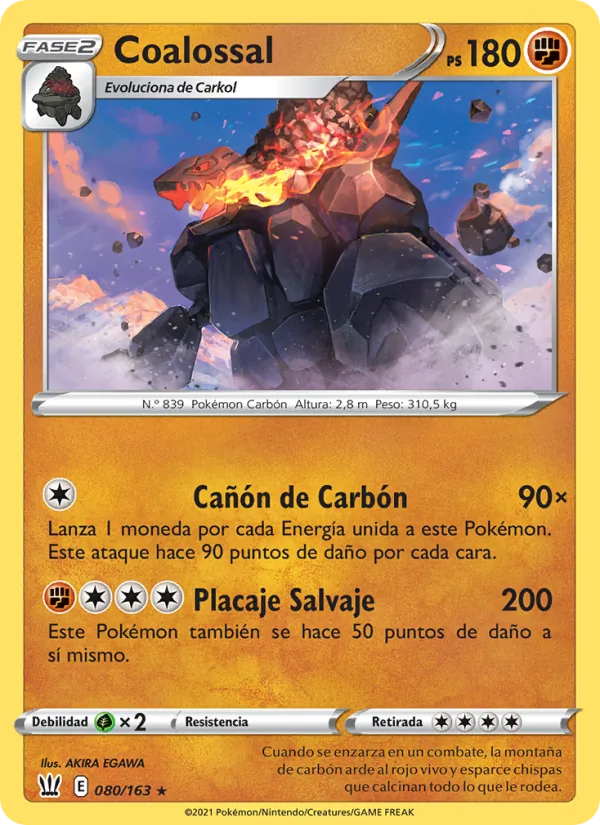 FASE2
Coalossal
PS 180
Evoluciona de Carkol
N.º 839 Pokémon Carbón Altura: 2,8 m Peso: 310,5 kg
Cañón de Carbón 90×
Lanza 1 moneda por cada Energía unida a este Pokémon.
Este ataque hace 90 puntos de daño por cada cara.
Placaje Salvaje 200
Este Pokémon también se hace 50 puntos de daño a
sí mismo.
Debilidad ×2 Resistencia Retirada
Ilus. AKIRA EGAWA
E 080/163 ★
Cuando se enzarza en un combate, la montaña
de carbón arde al rojo vivo y esparce chispas
que calcinan todo lo que le rodea.
©2021 Pokémon/Nintendo/Creatures/GAME FREAK